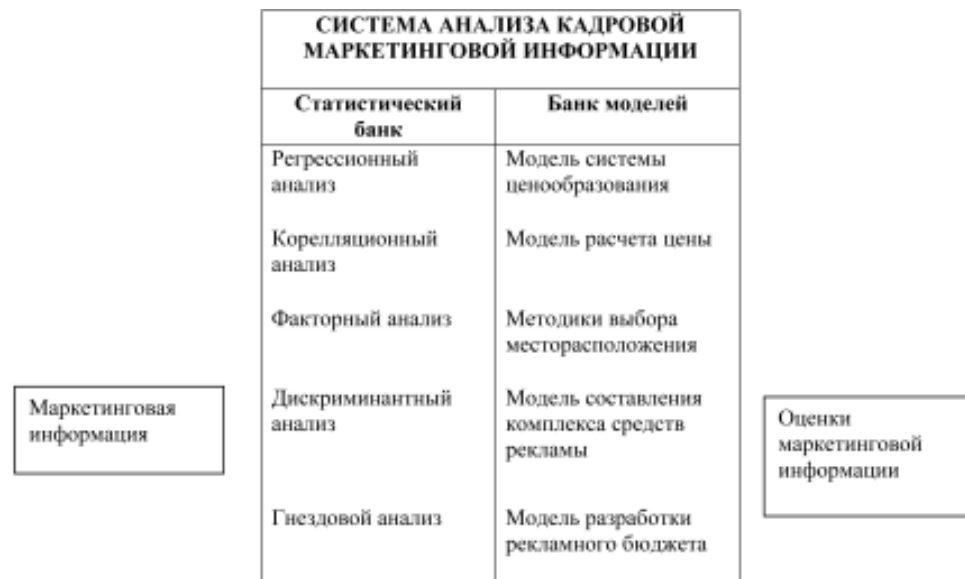 СИСТЕМА АНАЛИЗА КАДРОВОЙ
МАРКЕТИНГОВОЙ ИНФОРМАЦИИ
Статистический
банк
Банк моделей
Регрессионный
анализ
Модель системы
ценообразования
Корелляционный
анализ
Модель расчета цены
Факторный анализ
Методики выбора
месторасположения
Маркетинговая
информация
Дискриминантный
анализ
Модель составления
комплекса средств
рекламы
Оценки
маркетинговой
информации
Гнездовой анализ
Модель разработки
рекламного бюджета